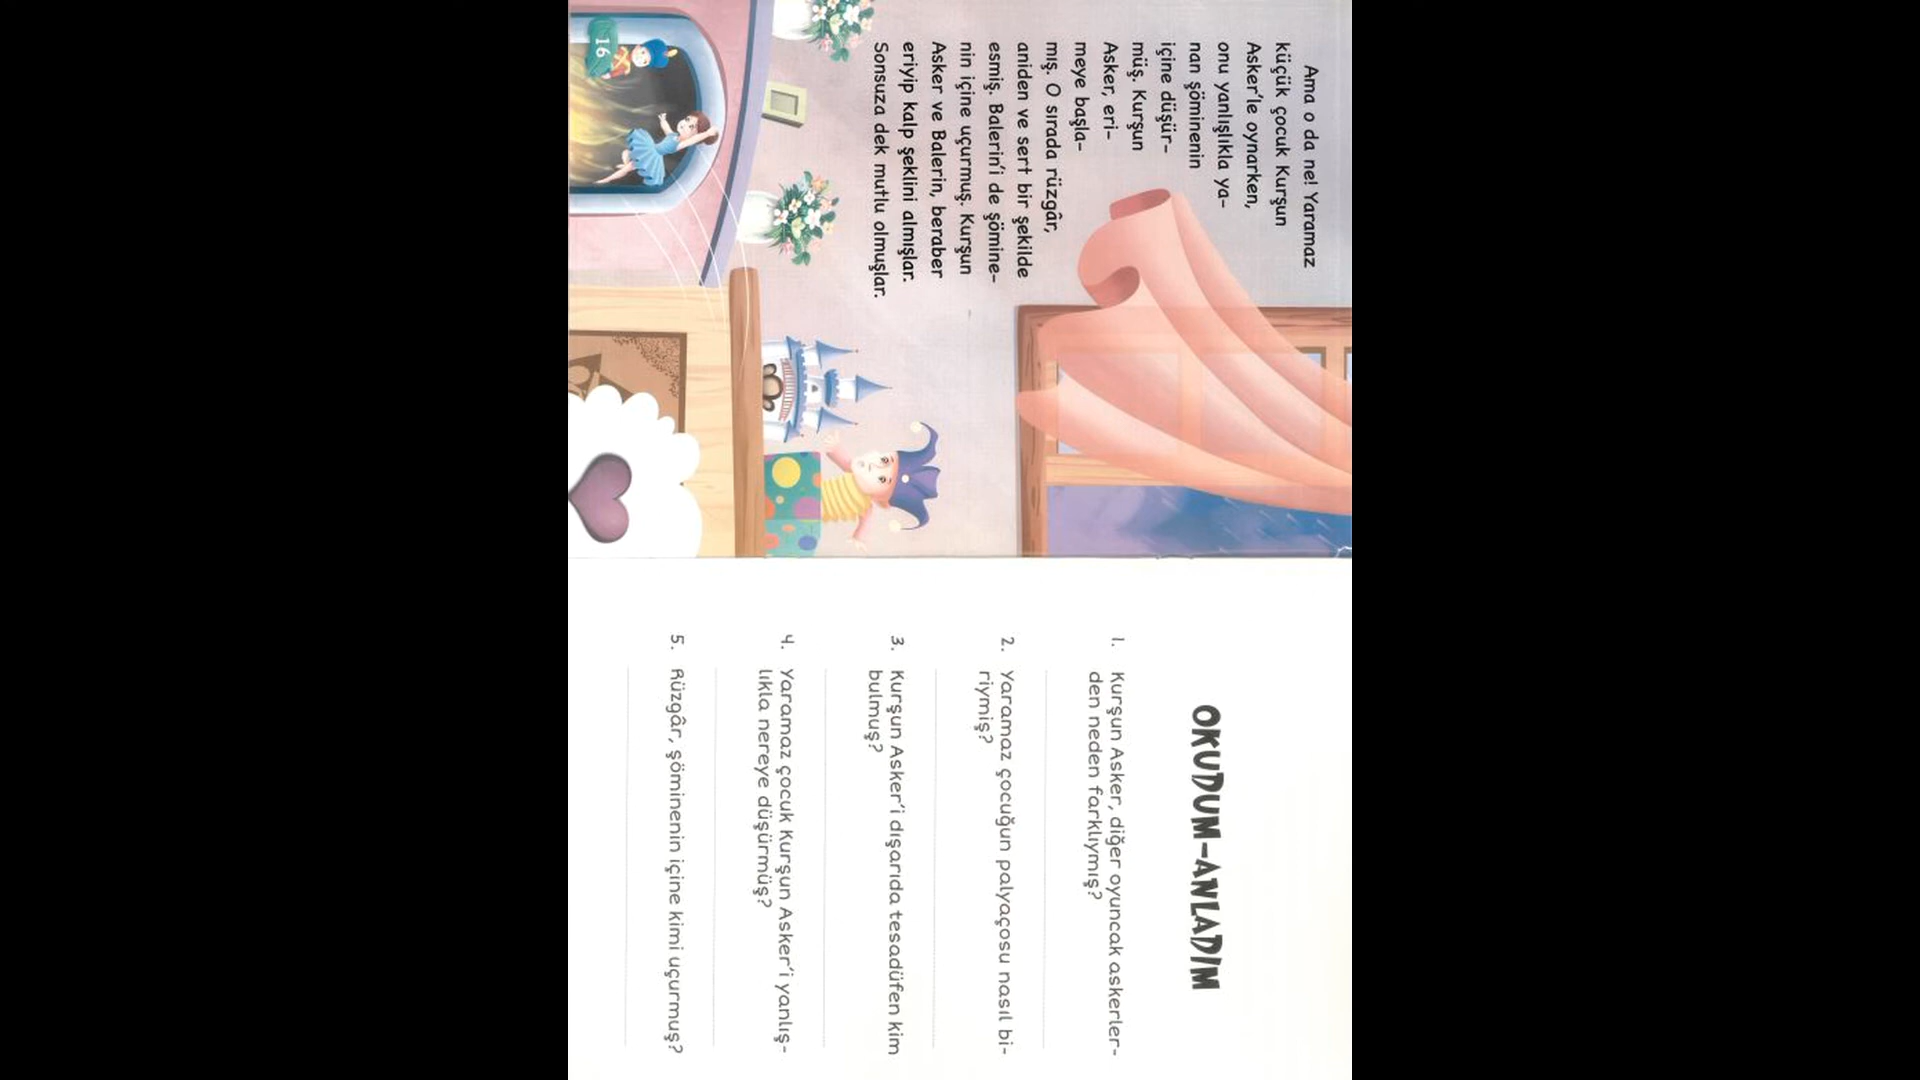 Ama o da ne! Yaramaz
küçük çocuk Kurşun
Asker'le oynarken,
onu yanlışlıkla ya-
nan şöminenin
içine düşür-
müş. Kurşun
Asker, eri-
meye başla-
mış. O sırada rüzgâr,
aniden ve sert bir şekilde
esmiş. Balerin'i de şömine-
nin içine uçurmuş. Kurşun
Asker ve Balerin, beraber
eriyip kalp şeklini almışlar.
Sonsuza dek mutlu olmuşlar.
16
OKUDUM-ANLADIM
1. Kurşun Asker, diğer oyuncak askerler-
den neden farklıymış?
2. Yaramaz çocuğun palyaçosu nasıl bi-
riymiş?
3. Kurşun Asker'i dışarıda tesadüfen kim
bulmuş?
4. Yaramaz çocuk Kurşun Asker'i yanlış-
lıkla nereye düşürmüş?
5. Rüzgâr, şöminenin içine kimi uçurmuş?